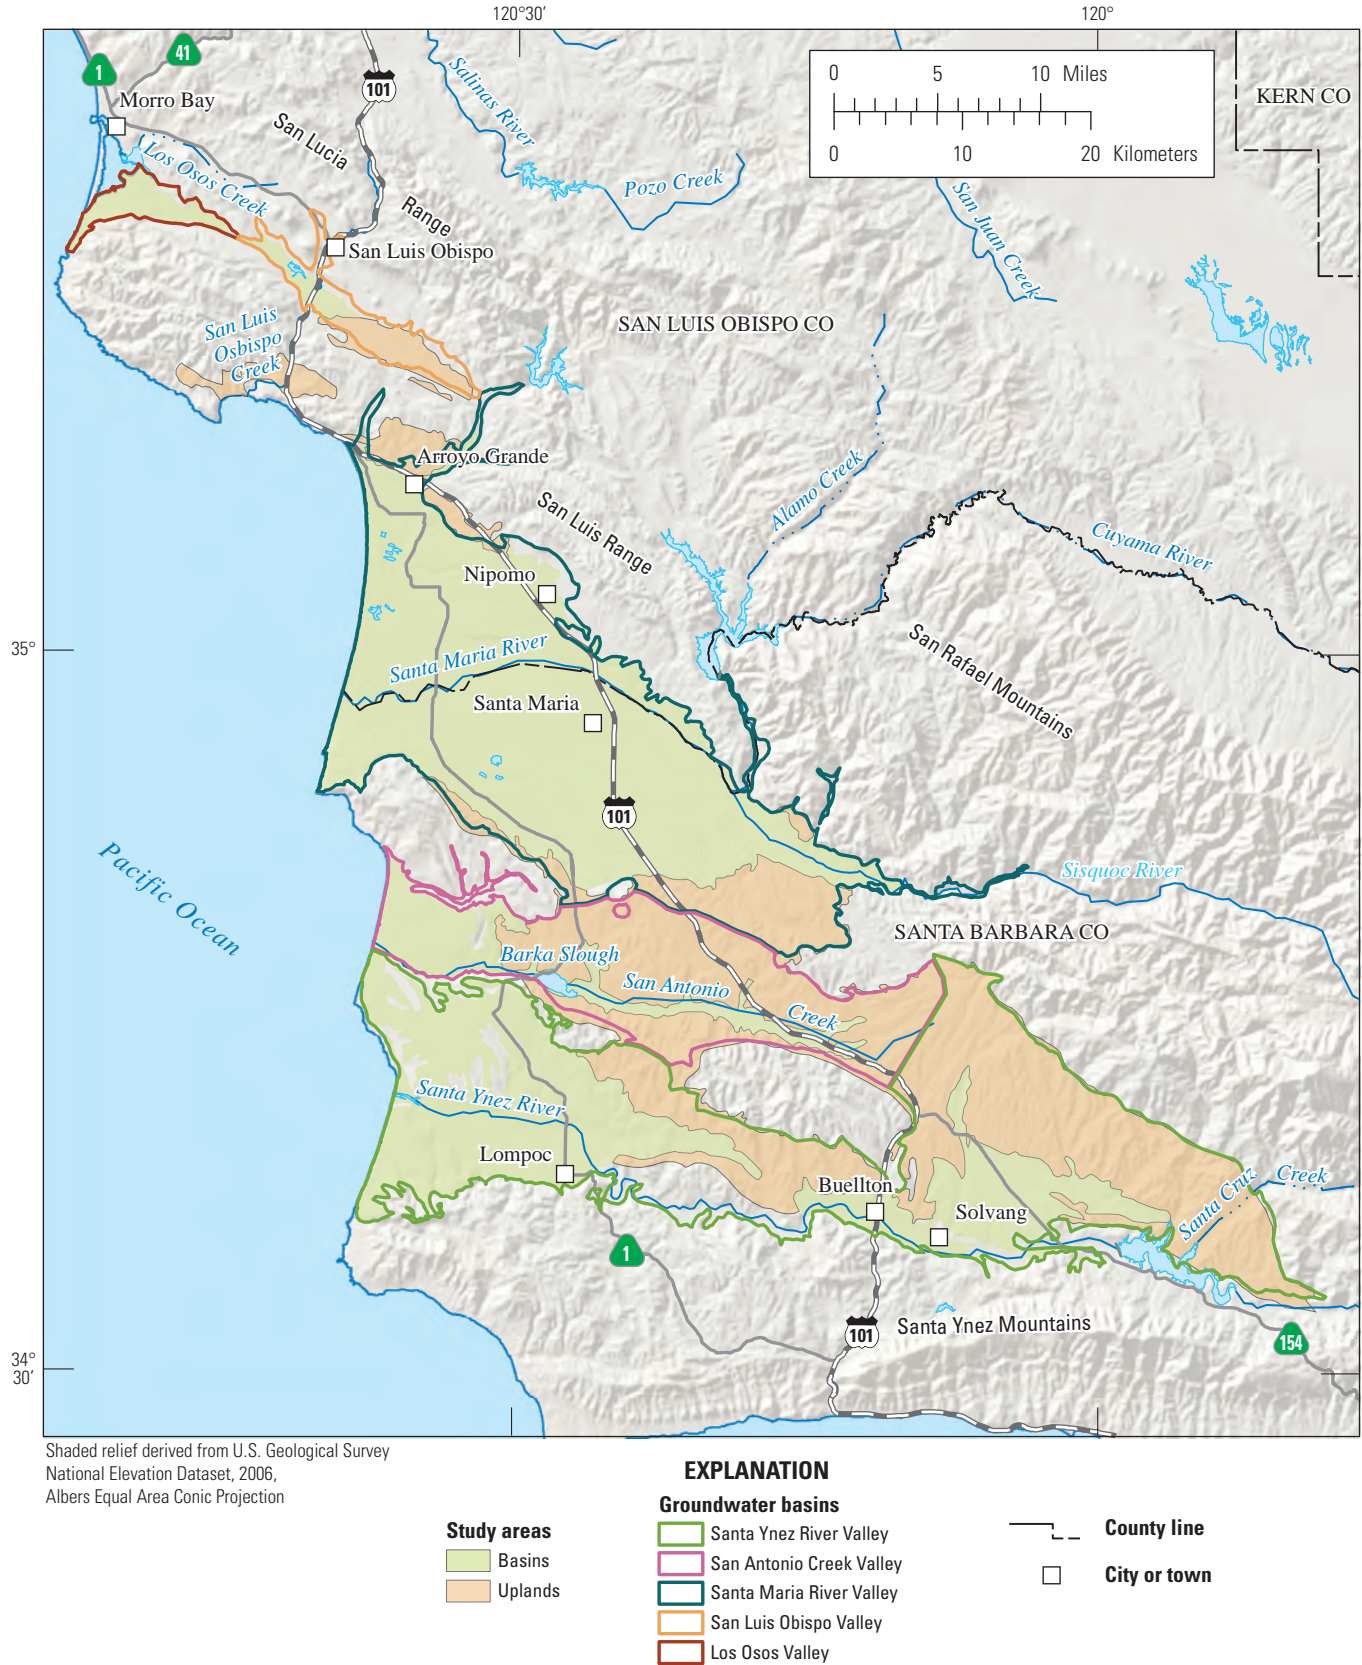 120°30'
120°
41
1
101
Morro Bay
San Lucia
Range
Salinas River
Pozo Creek
0 5 10 Miles
0 10 20 Kilometers
KERN CO
Los Osos Creek
San Juan Creek
San Luis Obispo
SAN LUIS OBISPO CO
San Luis
Osbispo
Creek
Arroyo Grande
Alamo Creek
San Luis Range
Cuyama River
Nipomo
35°
Santa Maria River
San Rafael Mountains
Santa Maria
101
Pacific Ocean
Sisquoc River
SANTA BARBARA CO
Barka Slough
San Antonio
Creek
Santa Ynez River
Lompoc
Buellton
Solvang
Santa Cruz
Creek
1
101
Santa Ynez Mountains
154
34°
30'
Shaded relief derived from U.S. Geological Survey
National Elevation Dataset, 2006,
Albers Equal Area Conic Projection
EXPLANATION
Study areas
Basins
Uplands
Groundwater basins
Santa Ynez River Valley
San Antonio Creek Valley
Santa Maria River Valley
San Luis Obispo Valley
Los Osos Valley
County line
City or town